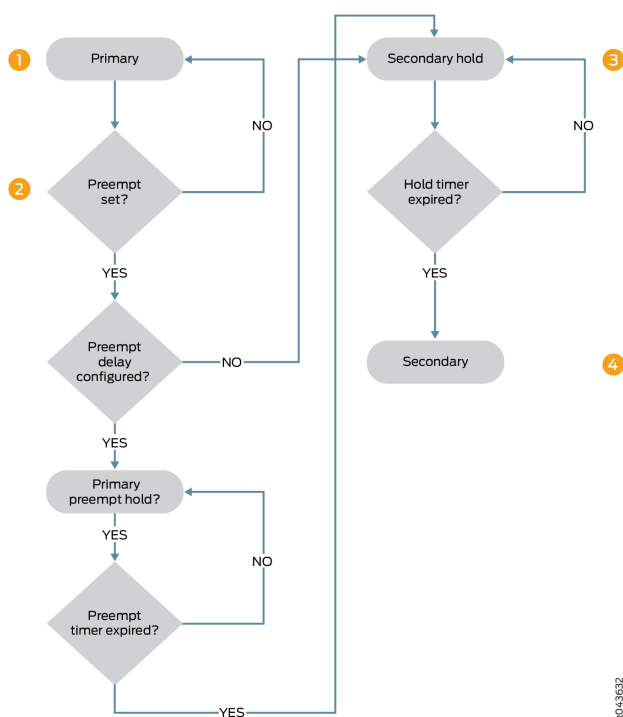 1
Primary
NO
2
Preempt
set?
YES
Preempt
delay
configured?
NO
YES
Primary
preempt hold?
YES
NO
Preempt
timer expired?
YES
Secondary hold
3
NO
Hold timer
expired?
YES
Secondary
4
g043632